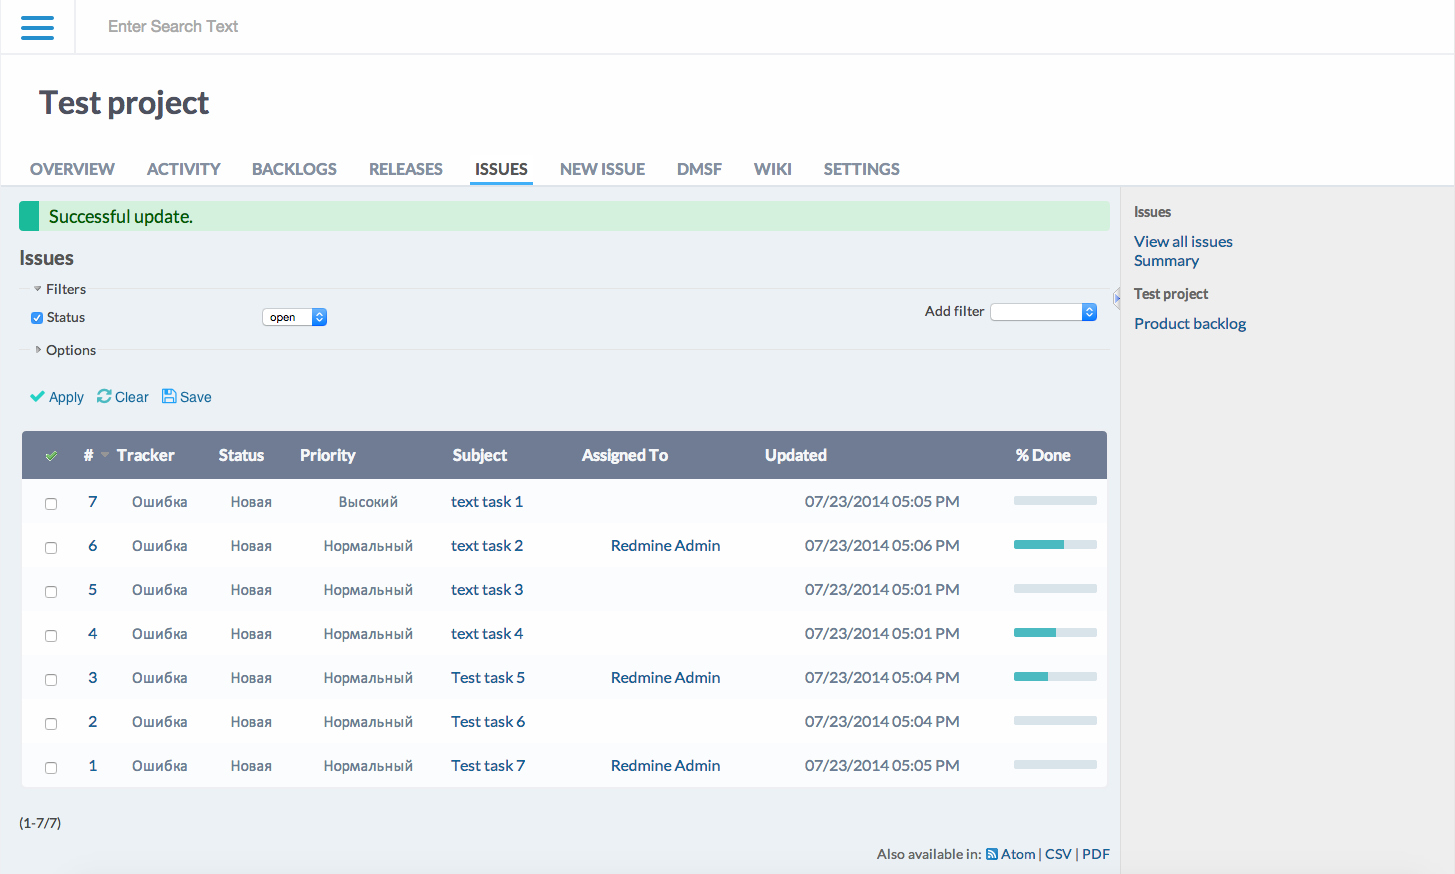 Enter Search Text
Test project
OVERVIEW ACTIVITY BACKLOGS RELEASES ISSUES NEW ISSUE DMSF WIKI SETTINGS
Successful update.
Issues
Filters
Status open Add filter
Options
Apply Clear Save
# Tracker Status Priority Subject Assigned To Updated % Done
7 Ошибка Новая Высокий text task 1 07/23/2014 05:05 PM
6 Ошибка Новая Нормальный text task 2 Redmine Admin 07/23/2014 05:06 PM
5 Ошибка Новая Нормальный text task 3 07/23/2014 05:01 PM
4 Ошибка Новая Нормальный text task 4 07/23/2014 05:01 PM
3 Ошибка Новая Нормальный Test task 5 Redmine Admin 07/23/2014 05:04 PM
2 Ошибка Новая Нормальный Test task 6 07/23/2014 05:04 PM
1 Ошибка Новая Нормальный Test task 7 Redmine Admin 07/23/2014 05:05 PM
(1-7/7)
Also available in: Atom | CSV | PDF
Issues
View all issues
Summary
Test project
Product backlog